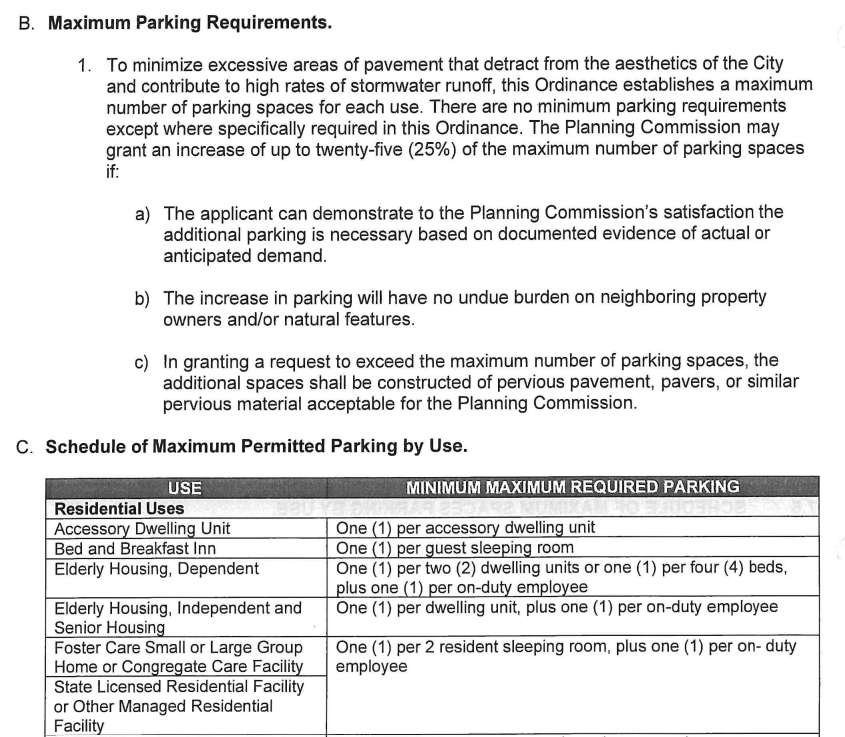 B. Maximum Parking Requirements.
1. To minimize excessive areas of pavement that detract from the aesthetics of the City
and contribute to high rates of stormwater runoff, this Ordinance establishes a maximum
number of parking spaces for each use. There are no minimum parking requirements
except where specifically required in this Ordinance. The Planning Commission may
grant an increase of up to twenty-five (25%) of the maximum number of parking spaces
if:
a) The applicant can demonstrate to the Planning Commission's satisfaction the
additional parking is necessary based on documented evidence of actual or
anticipated demand.
b) The increase in parking will have no undue burden on neighboring property
owners and/or natural features.
c) In granting a request to exceed the maximum number of parking spaces, the
additional spaces shall be constructed of pervious pavement, pavers, or similar
pervious material acceptable for the Planning Commission.
C. Schedule of Maximum Permitted Parking by Use.
USE MINIMUM MAXIMUM REQUIRED PARKING
Residential Uses
Accessory Dwelling Unit One (1) per accessory dwelling unit
Bed and Breakfast Inn One (1) per guest sleeping room
Elderly Housing, Dependent One (1) per two (2) dwelling units or one (1) per four (4) beds,
plus one (1) per on-duty employee
Elderly Housing, Independent and One (1) per dwelling unit, plus one (1) per on-duty employee
Senior Housing
Foster Care Small or Large Group One (1) per 2 resident sleeping room, plus one (1) per on- duty
Home or Congregate Care Facility employee
State Licensed Residential Facility
or Other Managed Residential
Facility